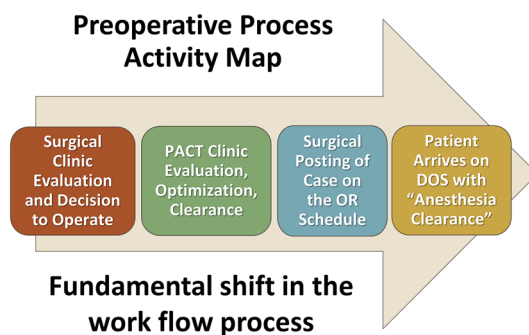 Preoperative Process
Activity Map
Surgical
Clinic
Evaluation
and Decision
to Operate
PACT Clinic
Evaluation,
Optimization,
Clearance
Surgical
Posting of
Case on
the OR
Schedule
Patient
Arrives on
DOS with
“Anesthesia
Clearance”
Fundamental shift in the
work flow process